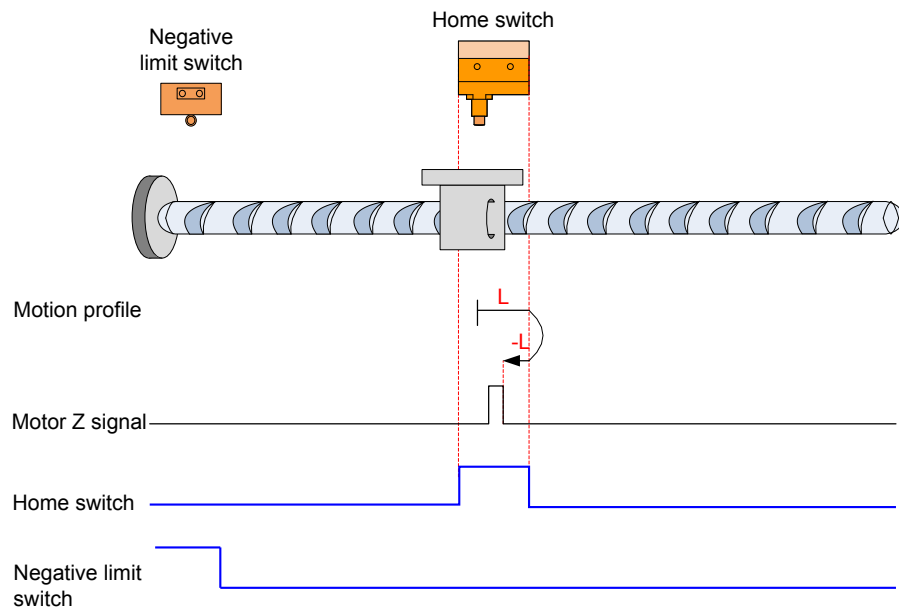 Home switch
Negative
limit switch
Motion profile
L
-L
Motor Z signal
Home switch
Negative limit
switch